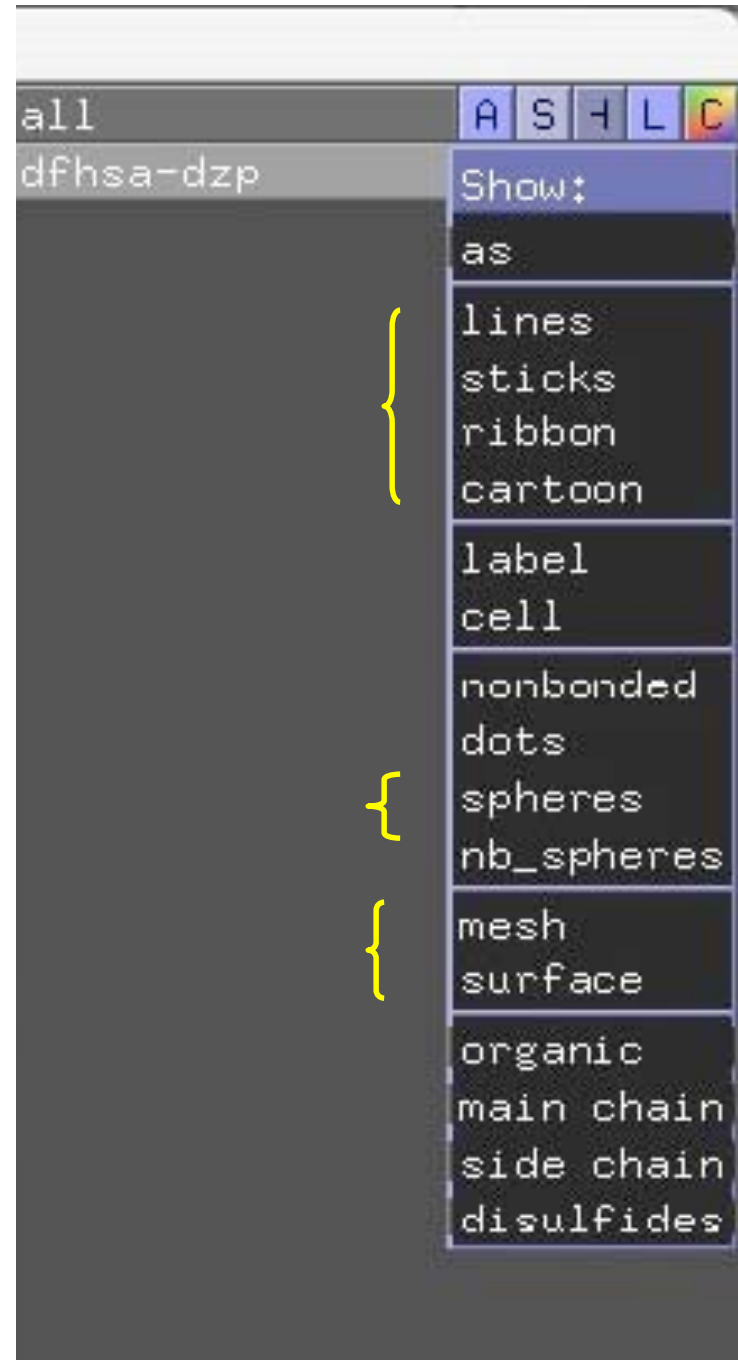 all A S H L C
dfhsa-dzp
Show:
as
lines
sticks
ribbon
cartoon
label
cell
nonbonded
dots
spheres
nb_spheres
mesh
surface
organic
main chain
side chain
disulfides